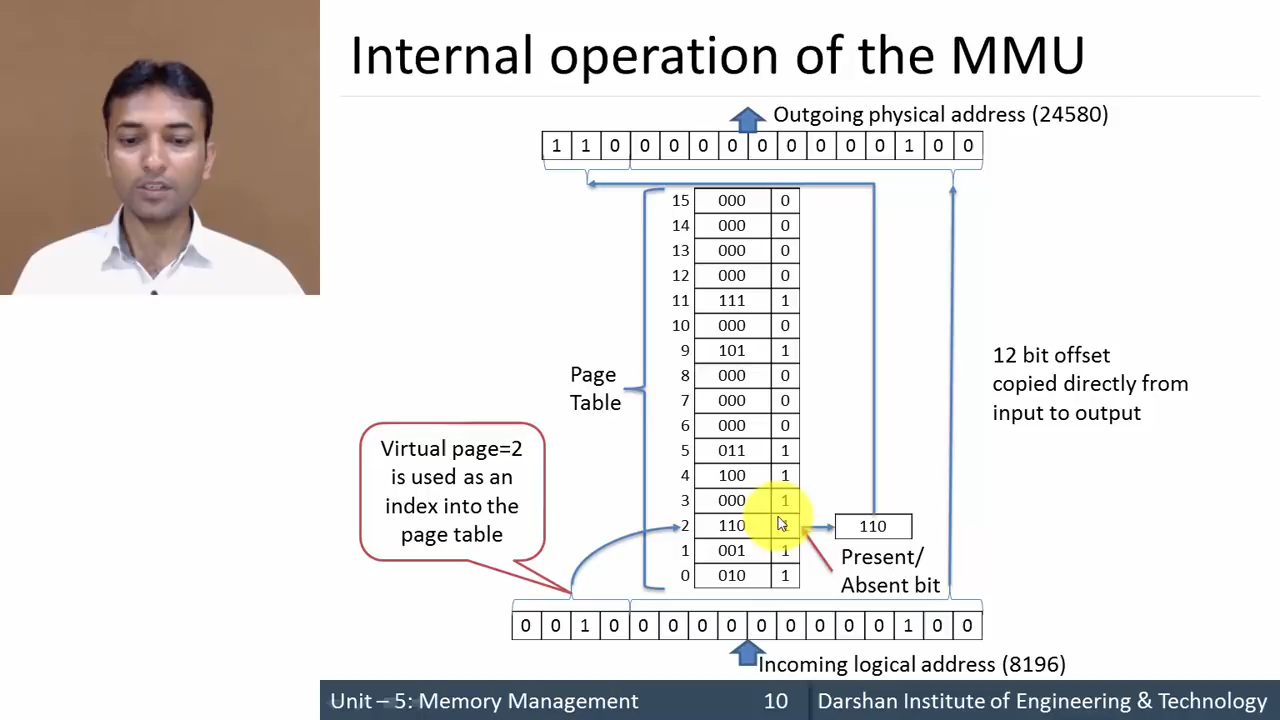 Internal operation of the MMU
Outgoing physical address (24580)
1 1 0 0 0 0 0 0 0 0 0 0 1 0 0
15 000 0
14 000 0
13 000 0
12 000 0
11 111 1
10 000 0
9 101 1
8 000 0
7 000 0
6 000 0
5 011 1
4 100 1
3 000 1
2 110 110
1 001 1
0 010 1
Page
Table
12 bit offset
copied directly from
input to output
Virtual page=2
is used as an
index into the
page table
Present/
Absent bit
0 0 1 0 0 0 0 0 0 0 0 0 0 1 0 0
Incoming logical address (8196)
Unit – 5: Memory Management 10 Darshan Institute of Engineering & Technology